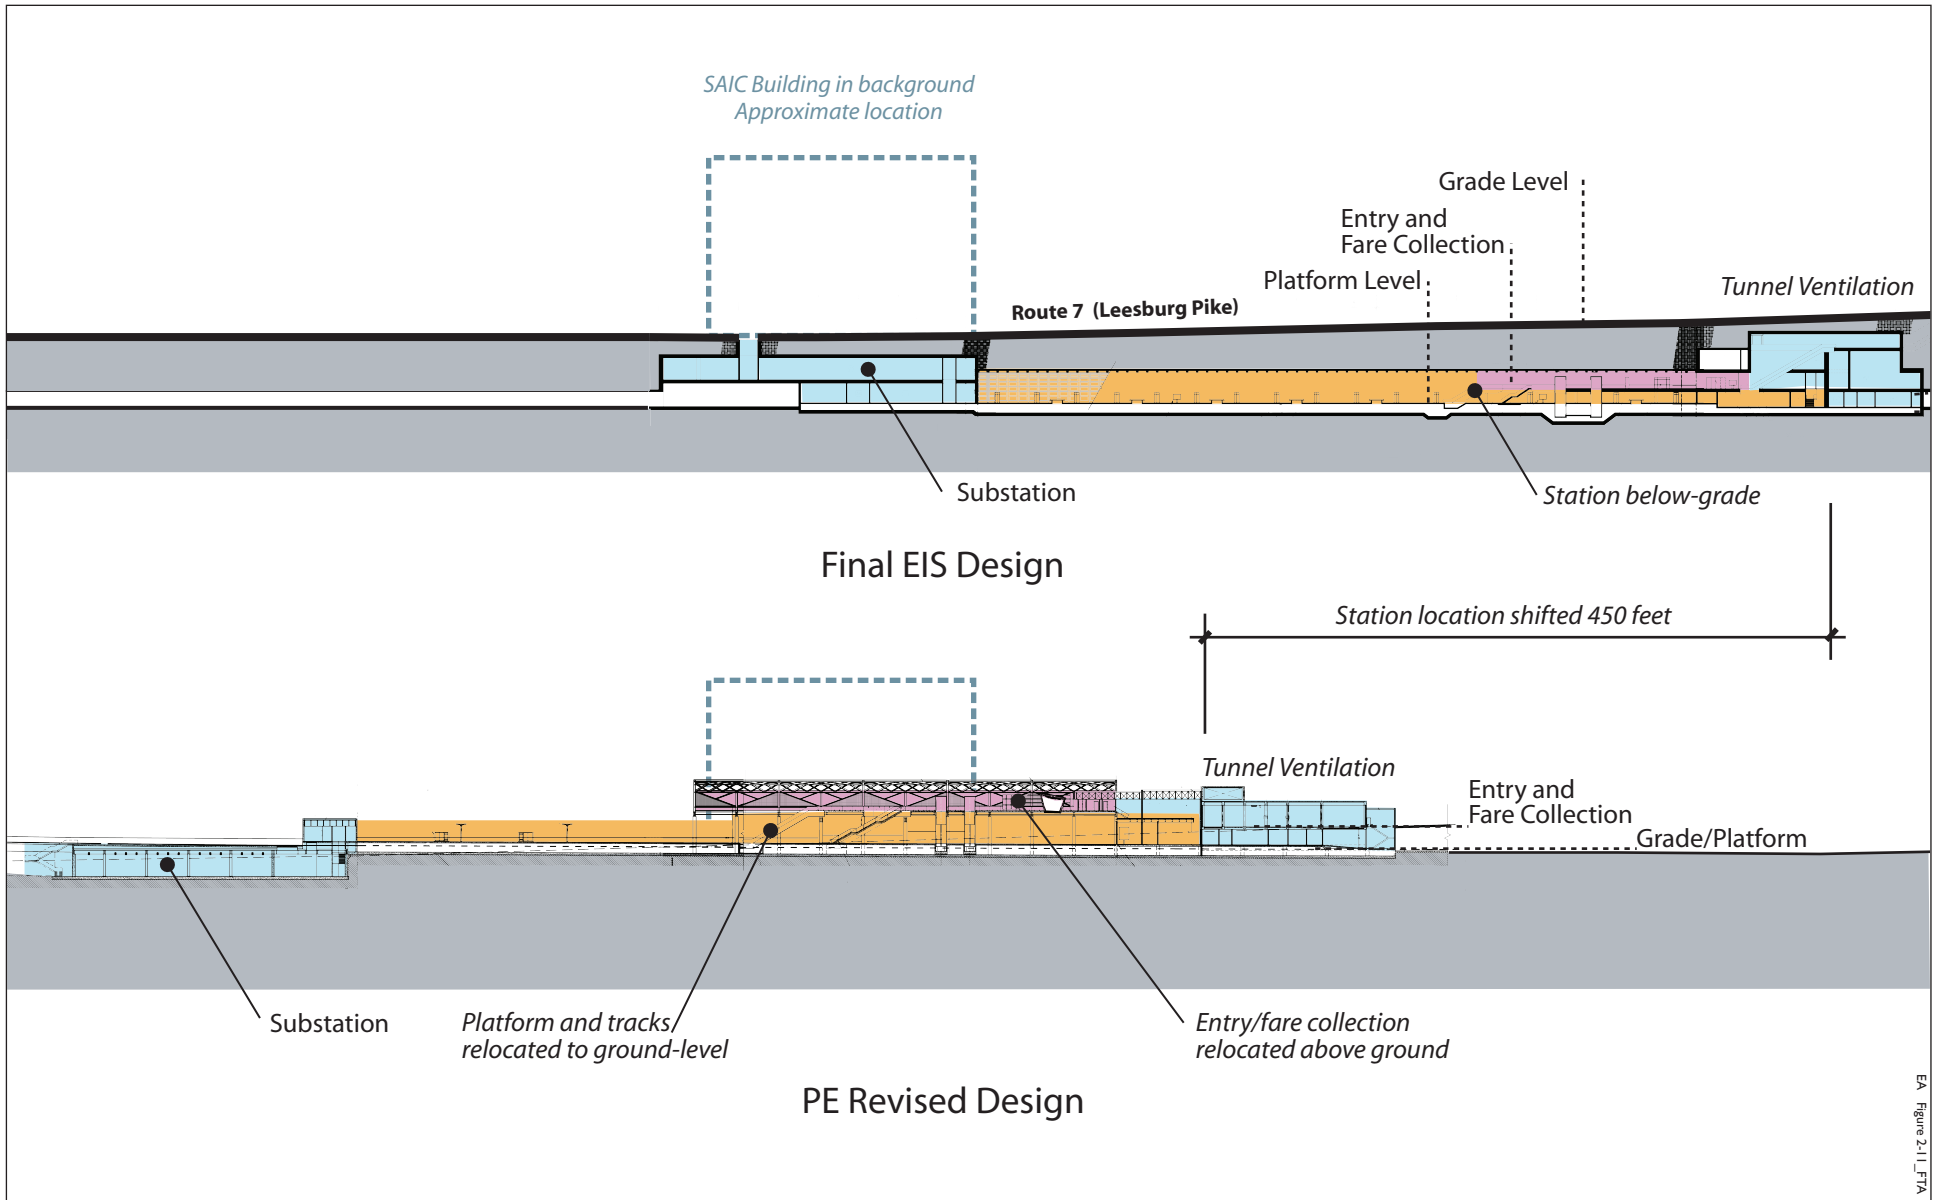 SAIC Building in background
Approximate location
Grade Level
Entry and
Fare Collection
Platform Level
Tunnel Ventilation
Route 7 (Leesburg Pike)
Substation
Station below-grade
Final EIS Design
Station location shifted 450 feet
Tunnel Ventilation
Entry and
Fare Collection
Grade/Platform
Substation
Platform and tracks
relocated to ground-level
Entry/fare collection
relocated above ground
PE Revised Design
EA Figure 2-11_FTA